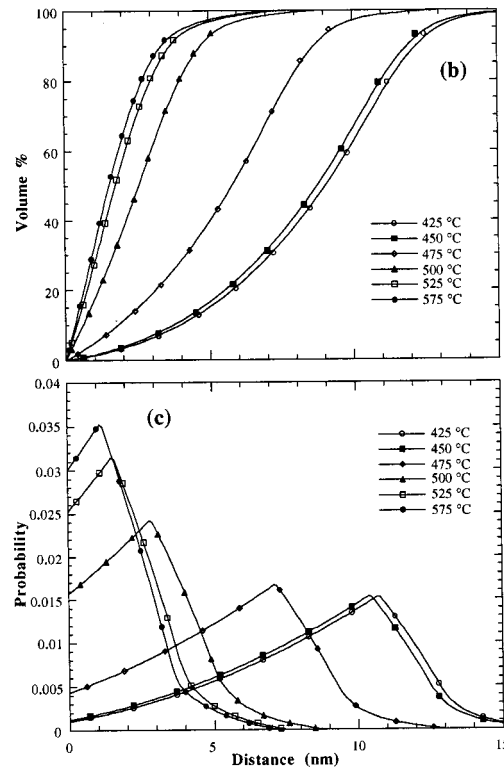 100
80
60
40
20
0
Volume %
(b)
425 °C
450 °C
475 °C
500 °C
525 °C
575 °C
0.04
0.035
0.03
0.025
0.02
0.015
0.01
0.005
0
Probability
(c)
425 °C
450 °C
475 °C
500 °C
525 °C
575 °C
0
5
10
15
Distance (nm)